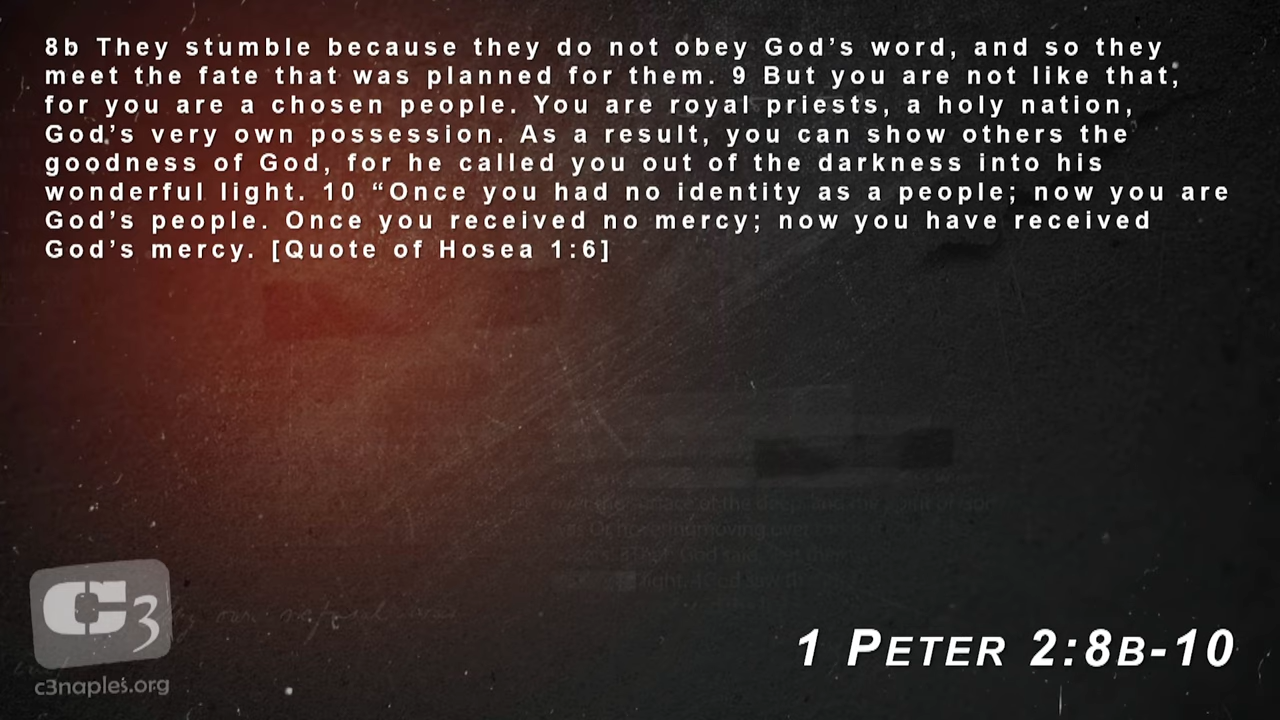 8b They stumble because they do not obey God’s word, and so they
meet the fate that was planned for them. 9 But you are not like that,
for you are a chosen people. You are royal priests, a holy nation,
God’s very own possession. As a result, you can show others the
goodness of God, for he called you out of the darkness into his
wonderful light. 10 “Once you had no identity as a people; now you are
God’s people. Once you received no mercy; now you have received
God’s mercy. [Quote of Hosea 1:6]
C3
c3naples.org
1 PETER 2:8B-10